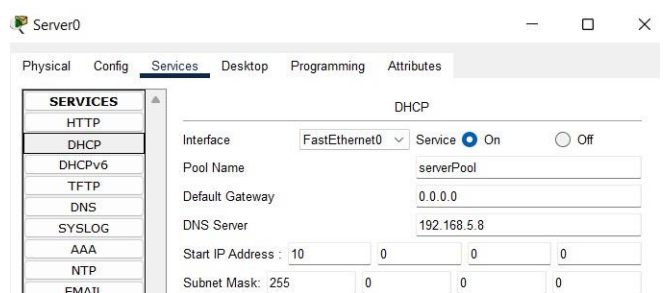 Server0
Physical Config Services Desktop Programming Attributes
SERVICES
HTTP
DHCP
DHCPv6
TFTP
DNS
SYSLOG
AAA
NTP
EMAIL
DHCP
Interface FastEthernet0 Service On Off
Pool Name serverPool
Default Gateway 0.0.0.0
DNS Server 192.168.5.8
Start IP Address : 10 0 0 0
Subnet Mask: 255 0 0 0